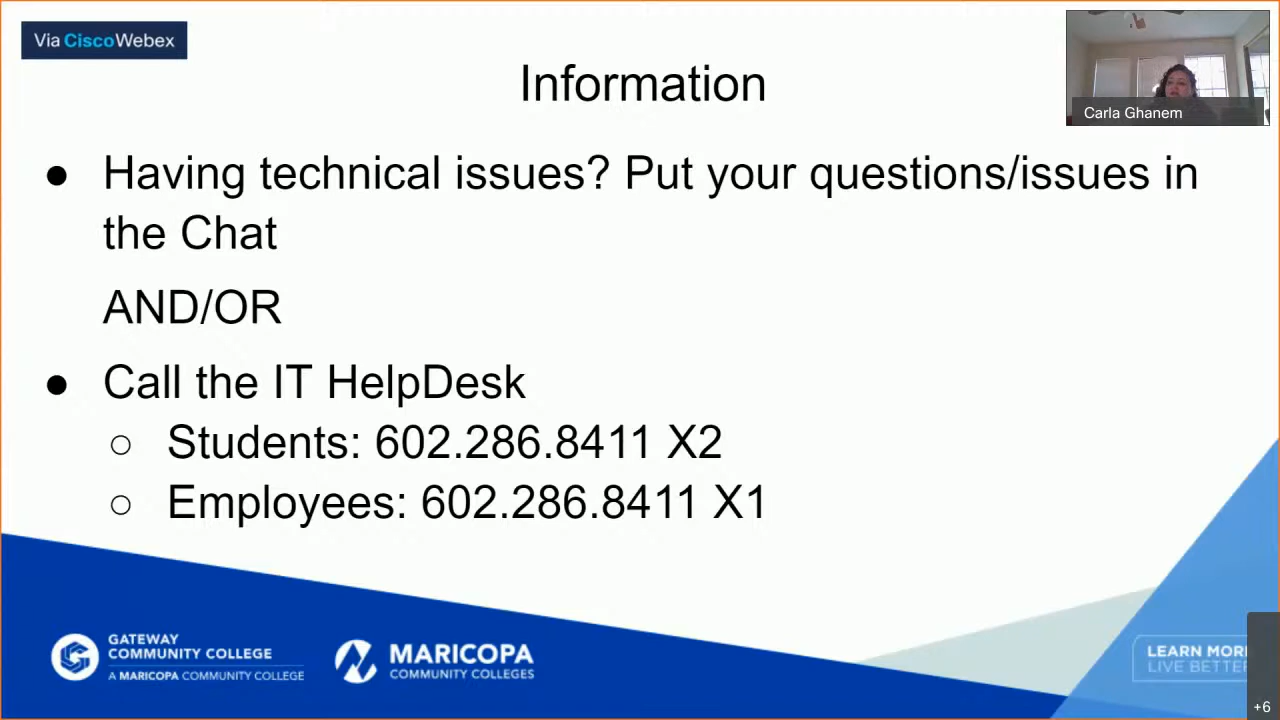 Via CiscoWebex
Information
Carla Ghanem
● Having technical issues? Put your questions/issues in
the Chat
AND/OR
● Call the IT HelpDesk
○ Students: 602.286.8411 X2
○ Employees: 602.286.8411 X1
GATEWAY
COMMUNITY COLLEGE
A MARICOPA COMMUNITY COLLEGE
MARICOPA
COMMUNITY COLLEGES
LEARN MOR
LIVE BETTE
+6